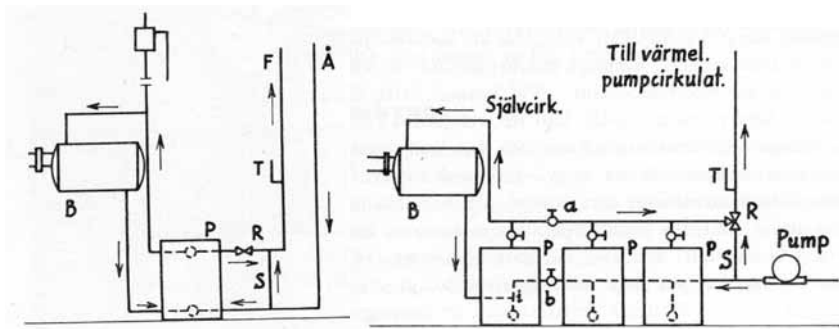 F
Å
T
B
P
R
S
Till värmel.
pumpcirkulat.
Självcirk.
T
B
a
R
P
P
P
S
Pump
b